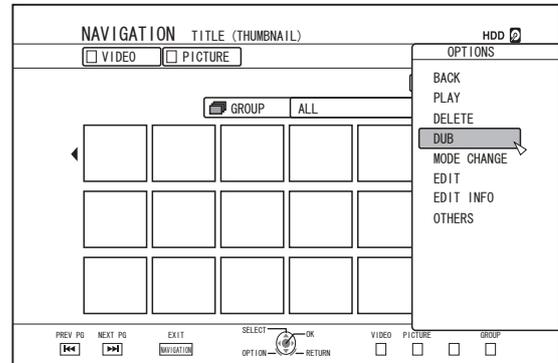 NAVIGATION TITLE (THUMBNAIL) HDD
VIDEO PICTURE
GROUP ALL
OPTIONS
BACK
PLAY
DELETE
DUB
MODE CHANGE
EDIT
EDIT INFO
OTHERS
PREV PG NEXT PG EXIT SELECT OK VIDEO PICTURE GROUP
NAVIGATION OPTION RETURN